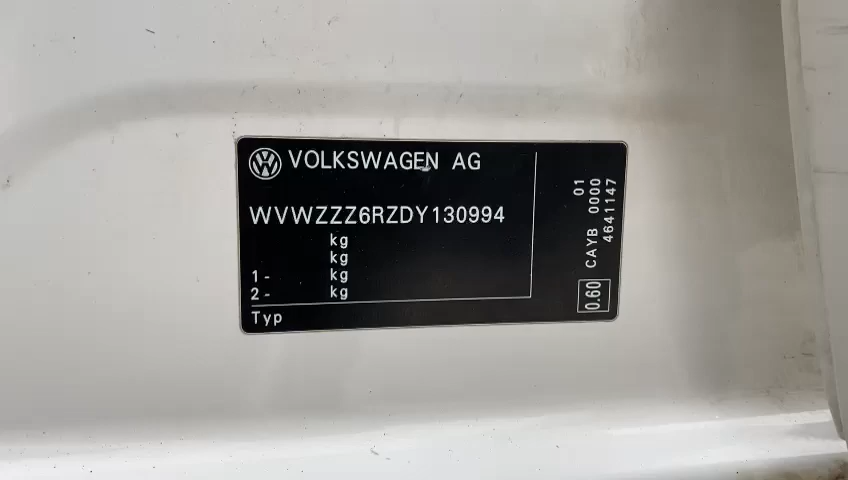 VOLKSWAGEN AG
WVWZZZ6RZDY130994
kg
kg
1- kg
2- kg
Typ
01
CAYB 0000
4641147
0.60